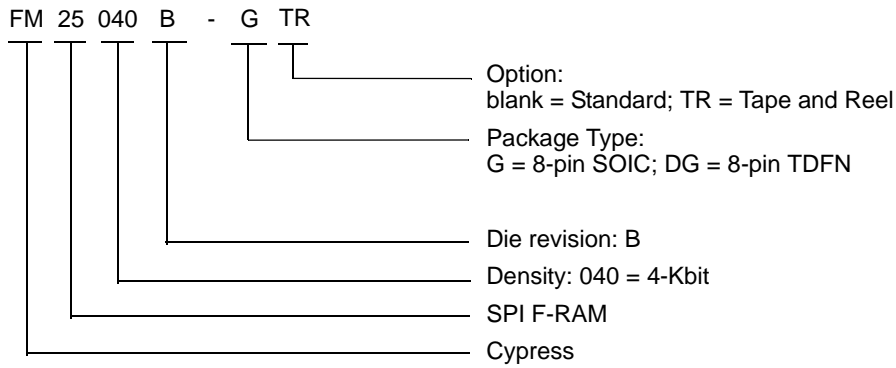 FM 25 040 B - G TR
Option:
blank = Standard; TR = Tape and Reel
Package Type:
G = 8-pin SOIC; DG = 8-pin TDFN
Die revision: B
Density: 040 = 4-Kbit
SPI F-RAM
Cypress